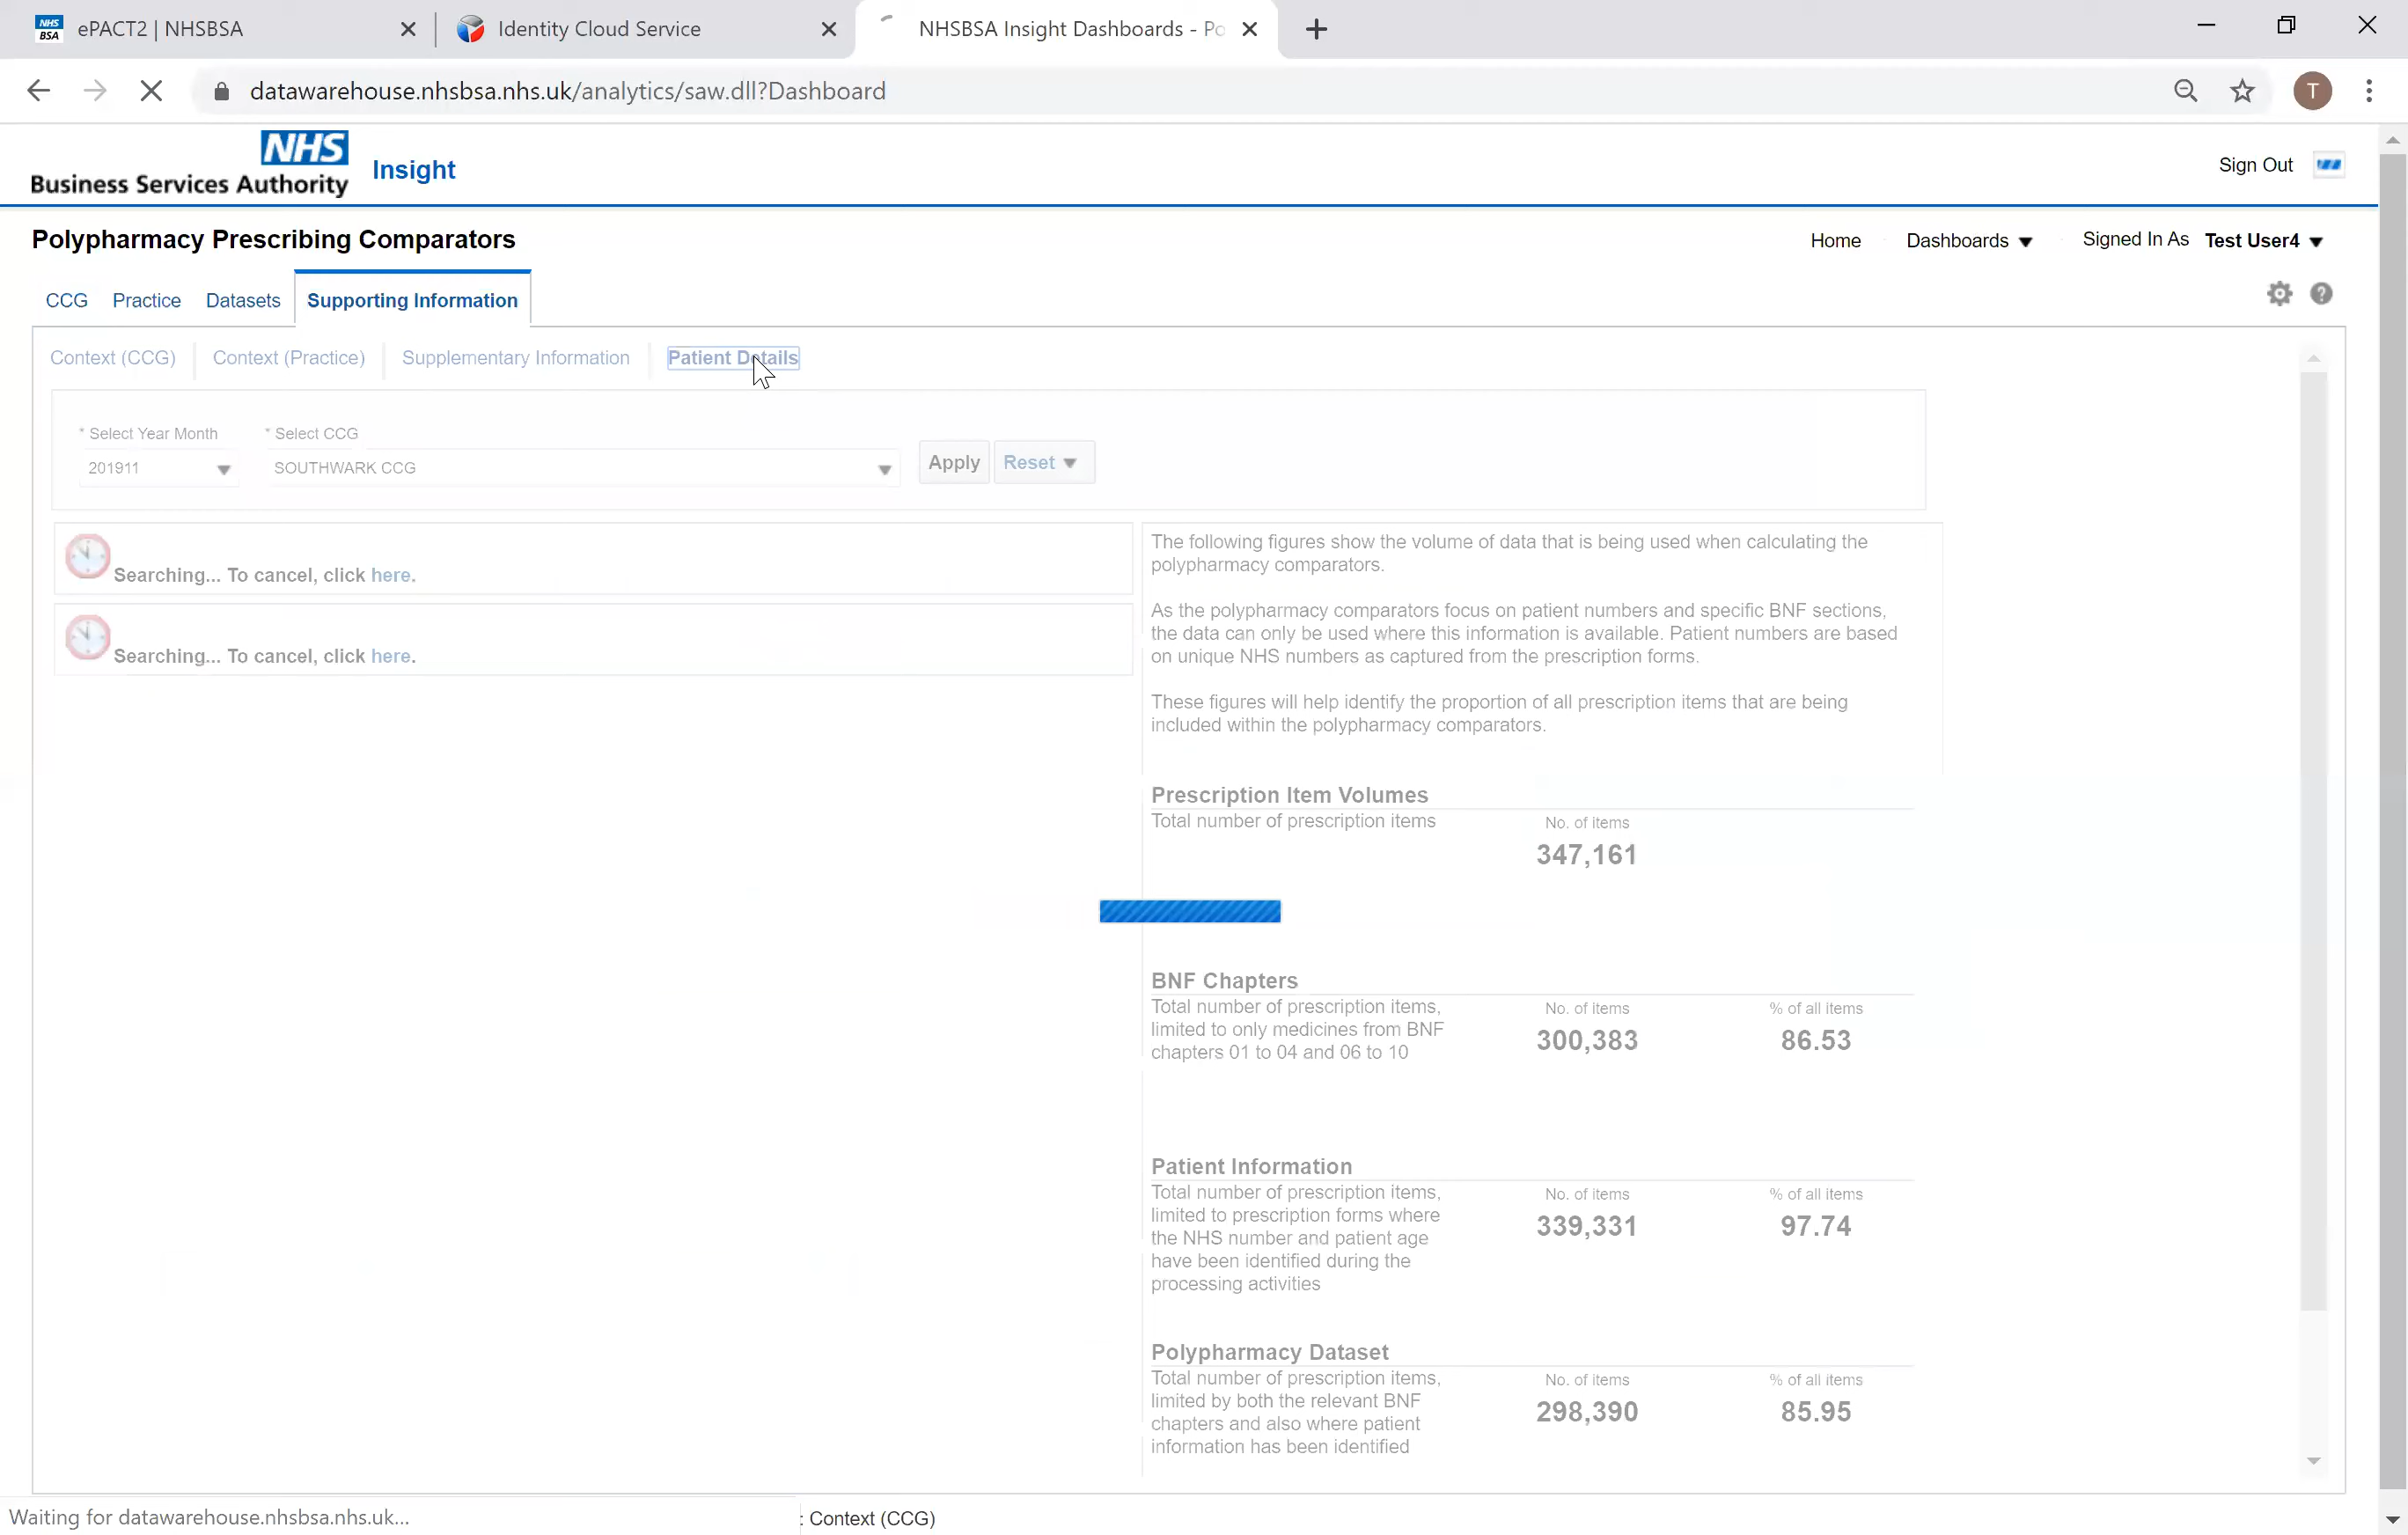 NHS BSA ePACT2 | NHSBSA
Identity Cloud Service
NHSBSA Insight Dashboards - Po
datawarehouse.nhsbsa.nhs.uk/analytics/saw.dll?Dashboard
T
NHS
Business Services Authority
Insight
Sign Out
Polypharmacy Prescribing Comparators
Home
Dashboards
Signed In As Test User4
CCG Practice Datasets Supporting Information
Context (CCG) Context (Practice) Supplementary Information Patient Details
* Select Year Month
* Select CCG
201911
SOUTHWARK CCG
Apply
Reset
Searching... To cancel, click here.
Searching... To cancel, click here.
The following figures show the volume of data that is being used when calculating the
polypharmacy comparators.
As the polypharmacy comparators focus on patient numbers and specific BNF sections,
the data can only be used where this information is available. Patient numbers are based
on unique NHS numbers as captured from the prescription forms.
These figures will help identify the proportion of all prescription items that are being
included within the polypharmacy comparators.
Prescription Item Volumes
Total number of prescription items
No. of items
347,161
BNF Chapters
Total number of prescription items,
limited to only medicines from BNF
chapters 01 to 04 and 06 to 10
No. of items
300,383
% of all items
86.53
Patient Information
Total number of prescription items,
limited to prescription forms where
the NHS number and patient age
have been identified during the
processing activities
No. of items
339,331
% of all items
97.74
Polypharmacy Dataset
Total number of prescription items,
limited by both the relevant BNF
chapters and also where patient
information has been identified
No. of items
298,390
% of all items
85.95
Waiting for datawarehouse.nhsbsa.nhs.uk...
: Context (CCG)